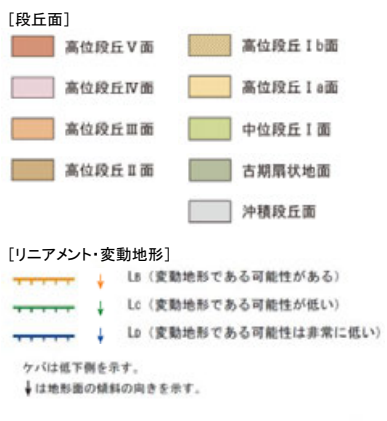 [段丘面]
高位段丘Ⅴ面
高位段丘Ⅳ面
高位段丘Ⅲ面
高位段丘Ⅱ面
高位段丘Ⅰb面
高位段丘Ⅰa面
中位段丘Ⅰ面
古期扇状地面
沖積段丘面
[リニアメント・変動地形]
LB（変動地形である可能性がある）
LC（変動地形である可能性が低い）
LD（変動地形である可能性は非常に低い）
ケバは低下側を示す。
↓は地形面の傾斜の向きを示す。